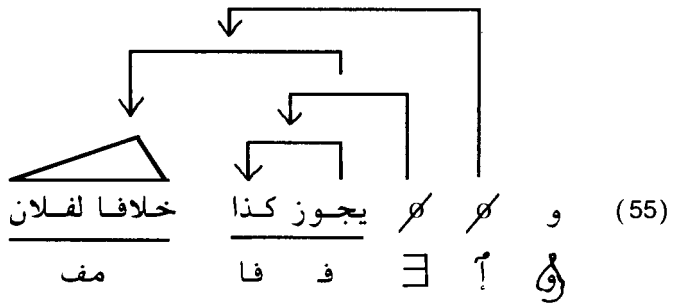 (55) و ∅ ∅ يجوز كذا خلافا لفلان
و آ E ف فا مف